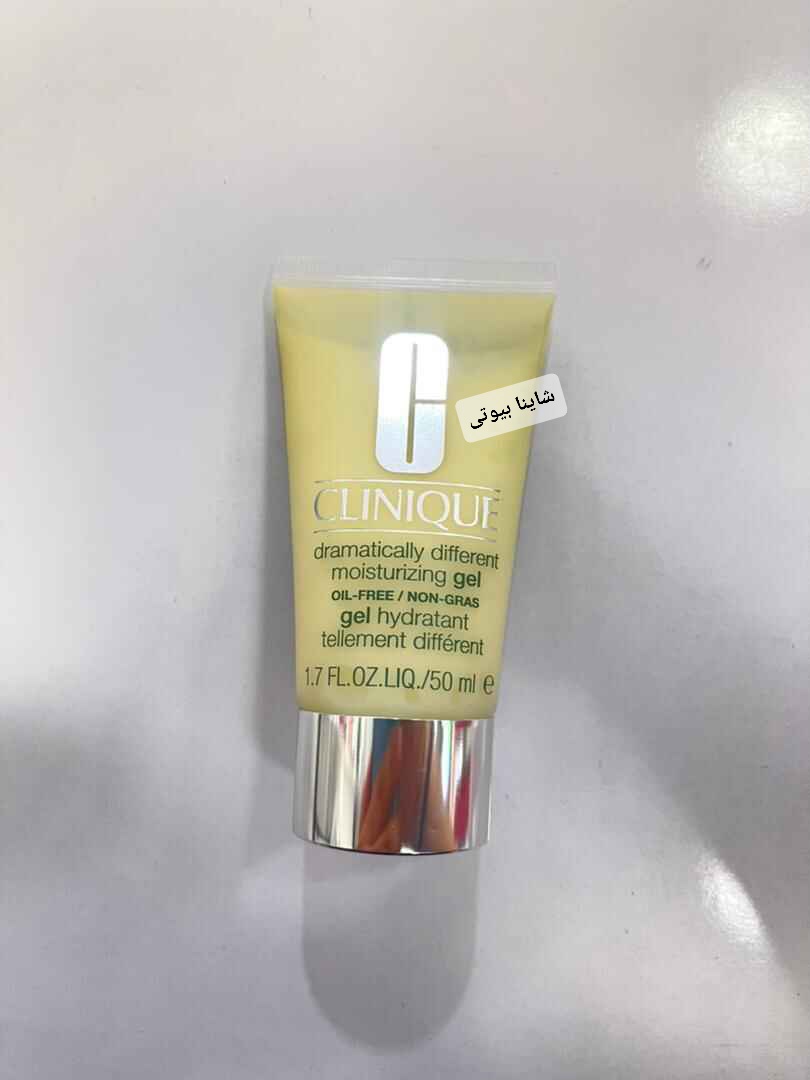 شاینا بیوتی
CLINIQUE
dramatically different
moisturizing gel
OIL-FREE / NON-GRAS
gel hydratant
tellement différent
1.7 FL.OZ.LIQ./50 ml e